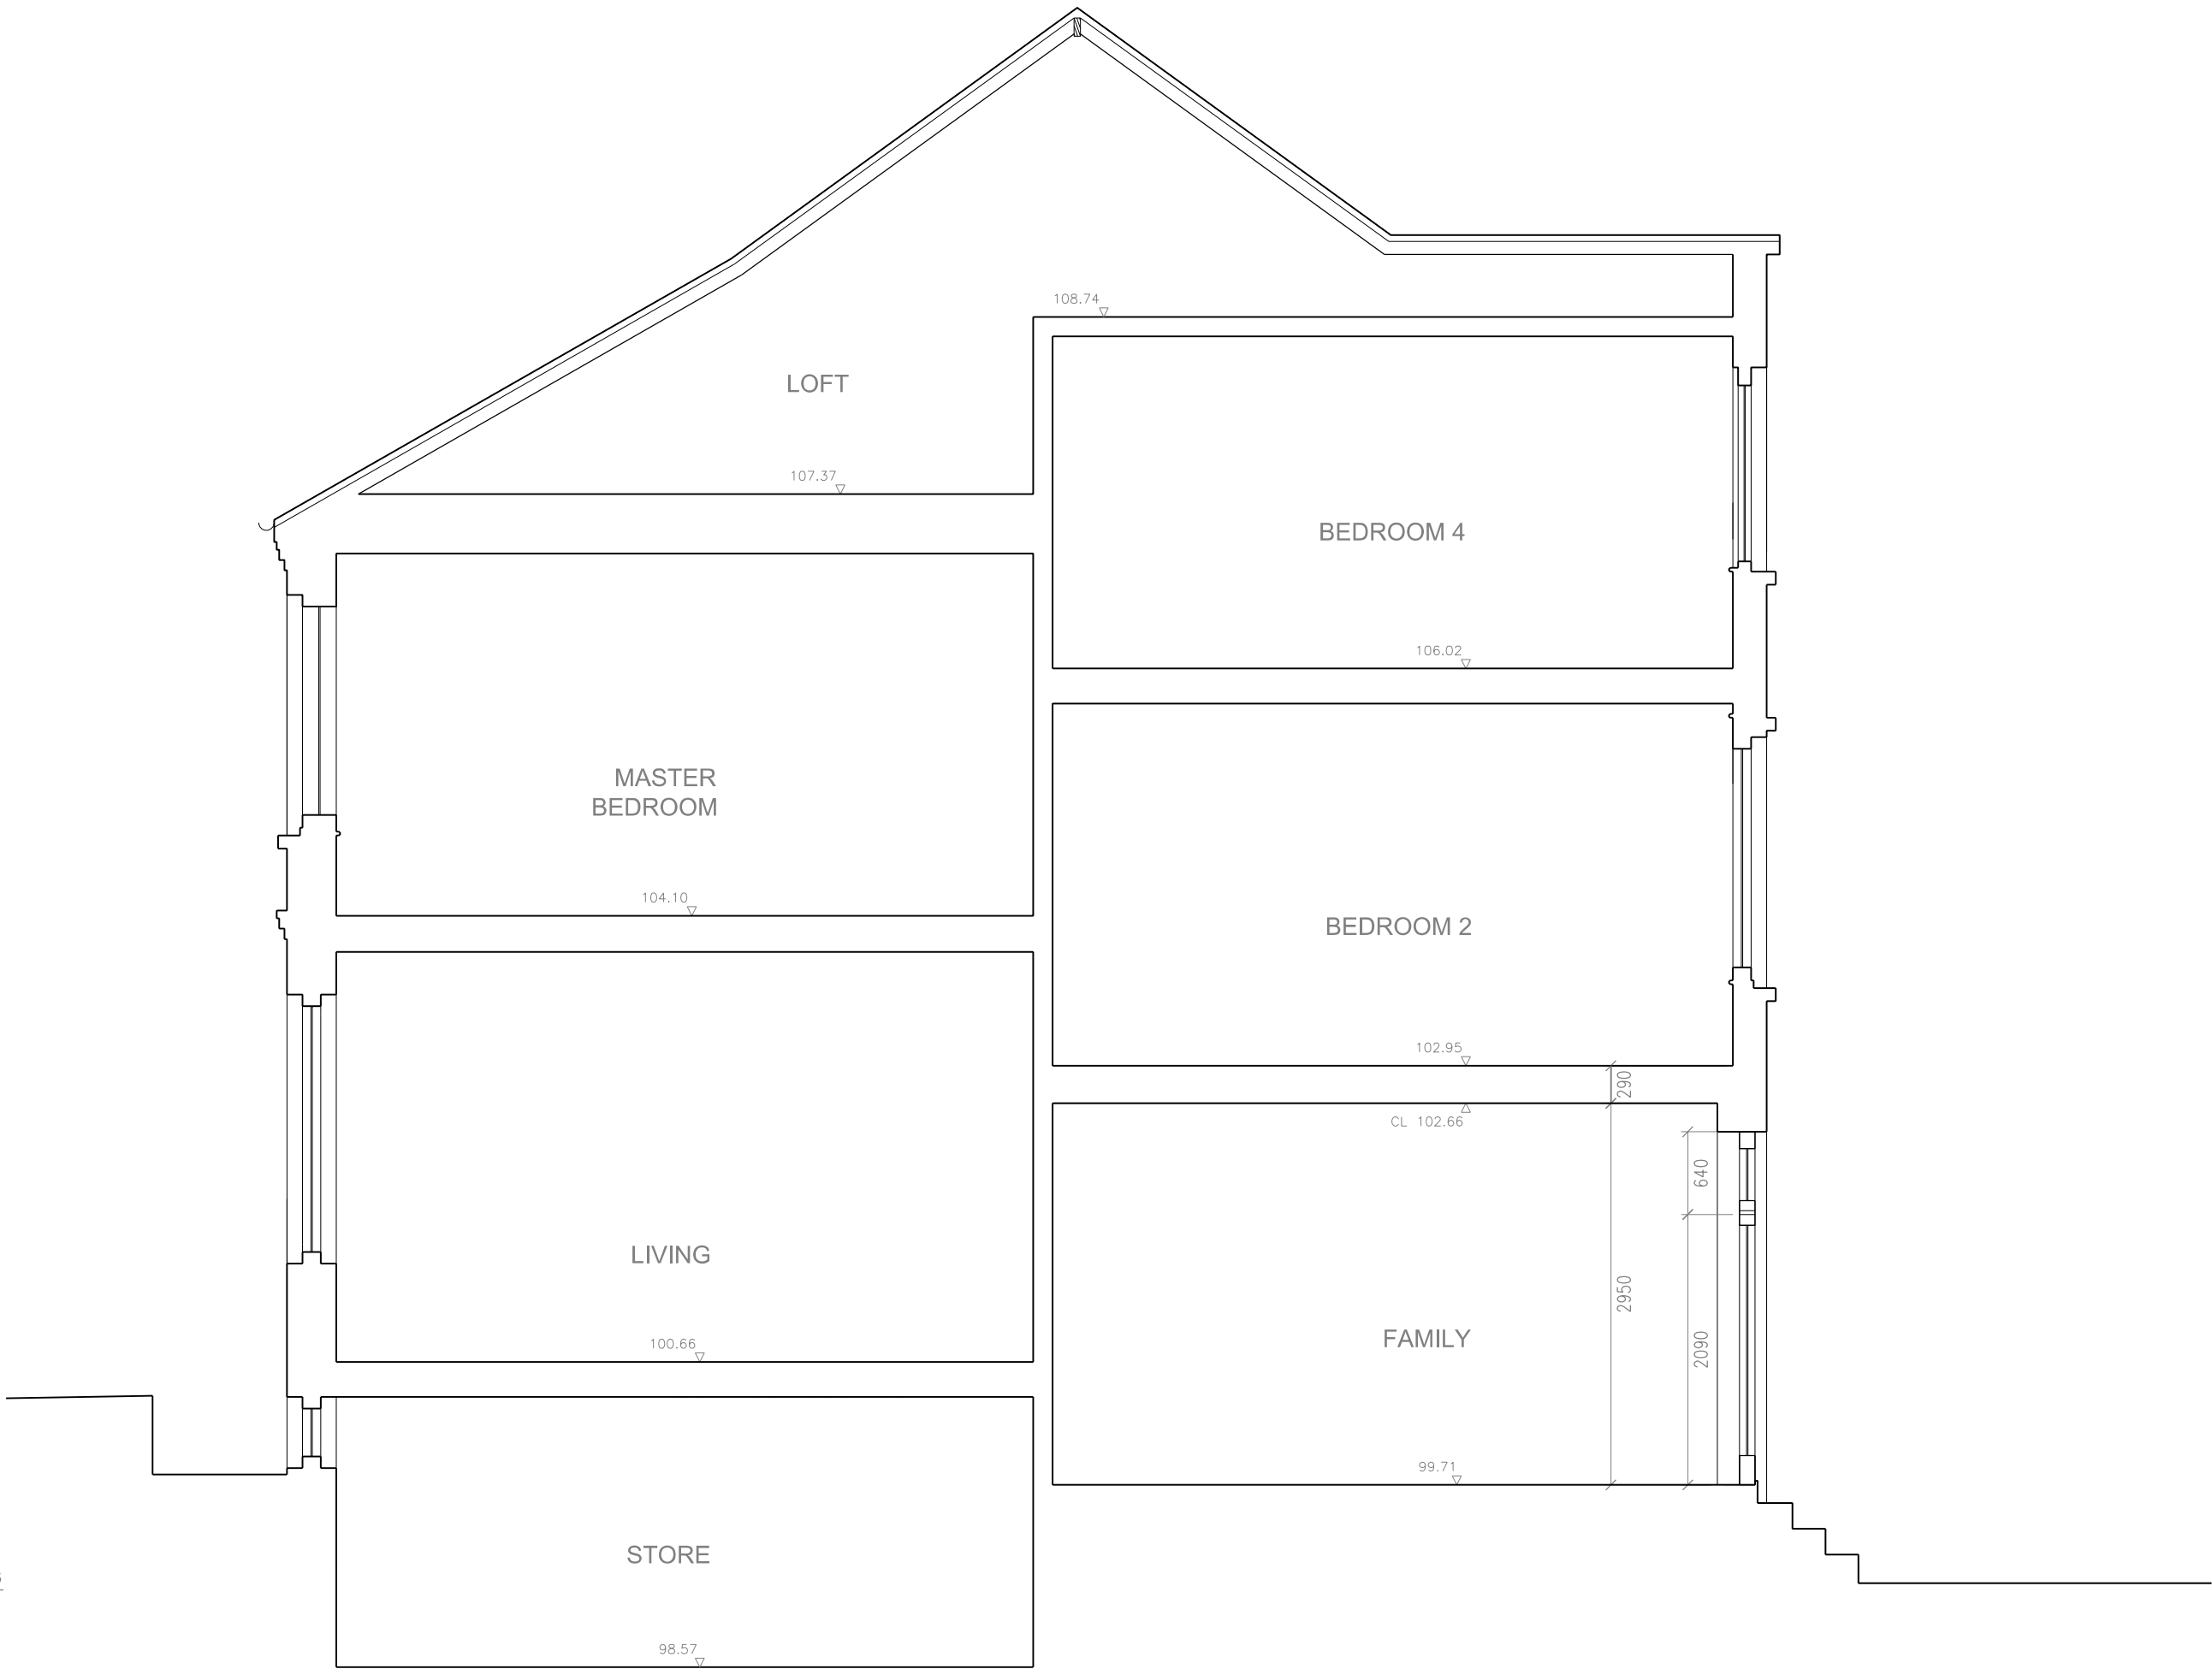 108.74
LOFT
107.37
BEDROOM 4
106.02
MASTER
BEDROOM
104.10
BEDROOM 2
102.95
290
CL 102.66
640
LIVING
2950
FAMILY
2090
100.66
99.71
STORE
98.57